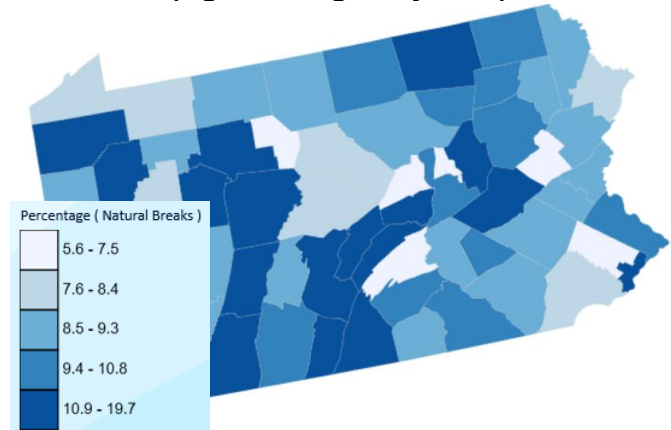 Percentage ( Natural Breaks )
5.6 - 7.5
7.6 - 8.4
8.5 - 9.3
9.4 - 10.8
10.9 - 19.7